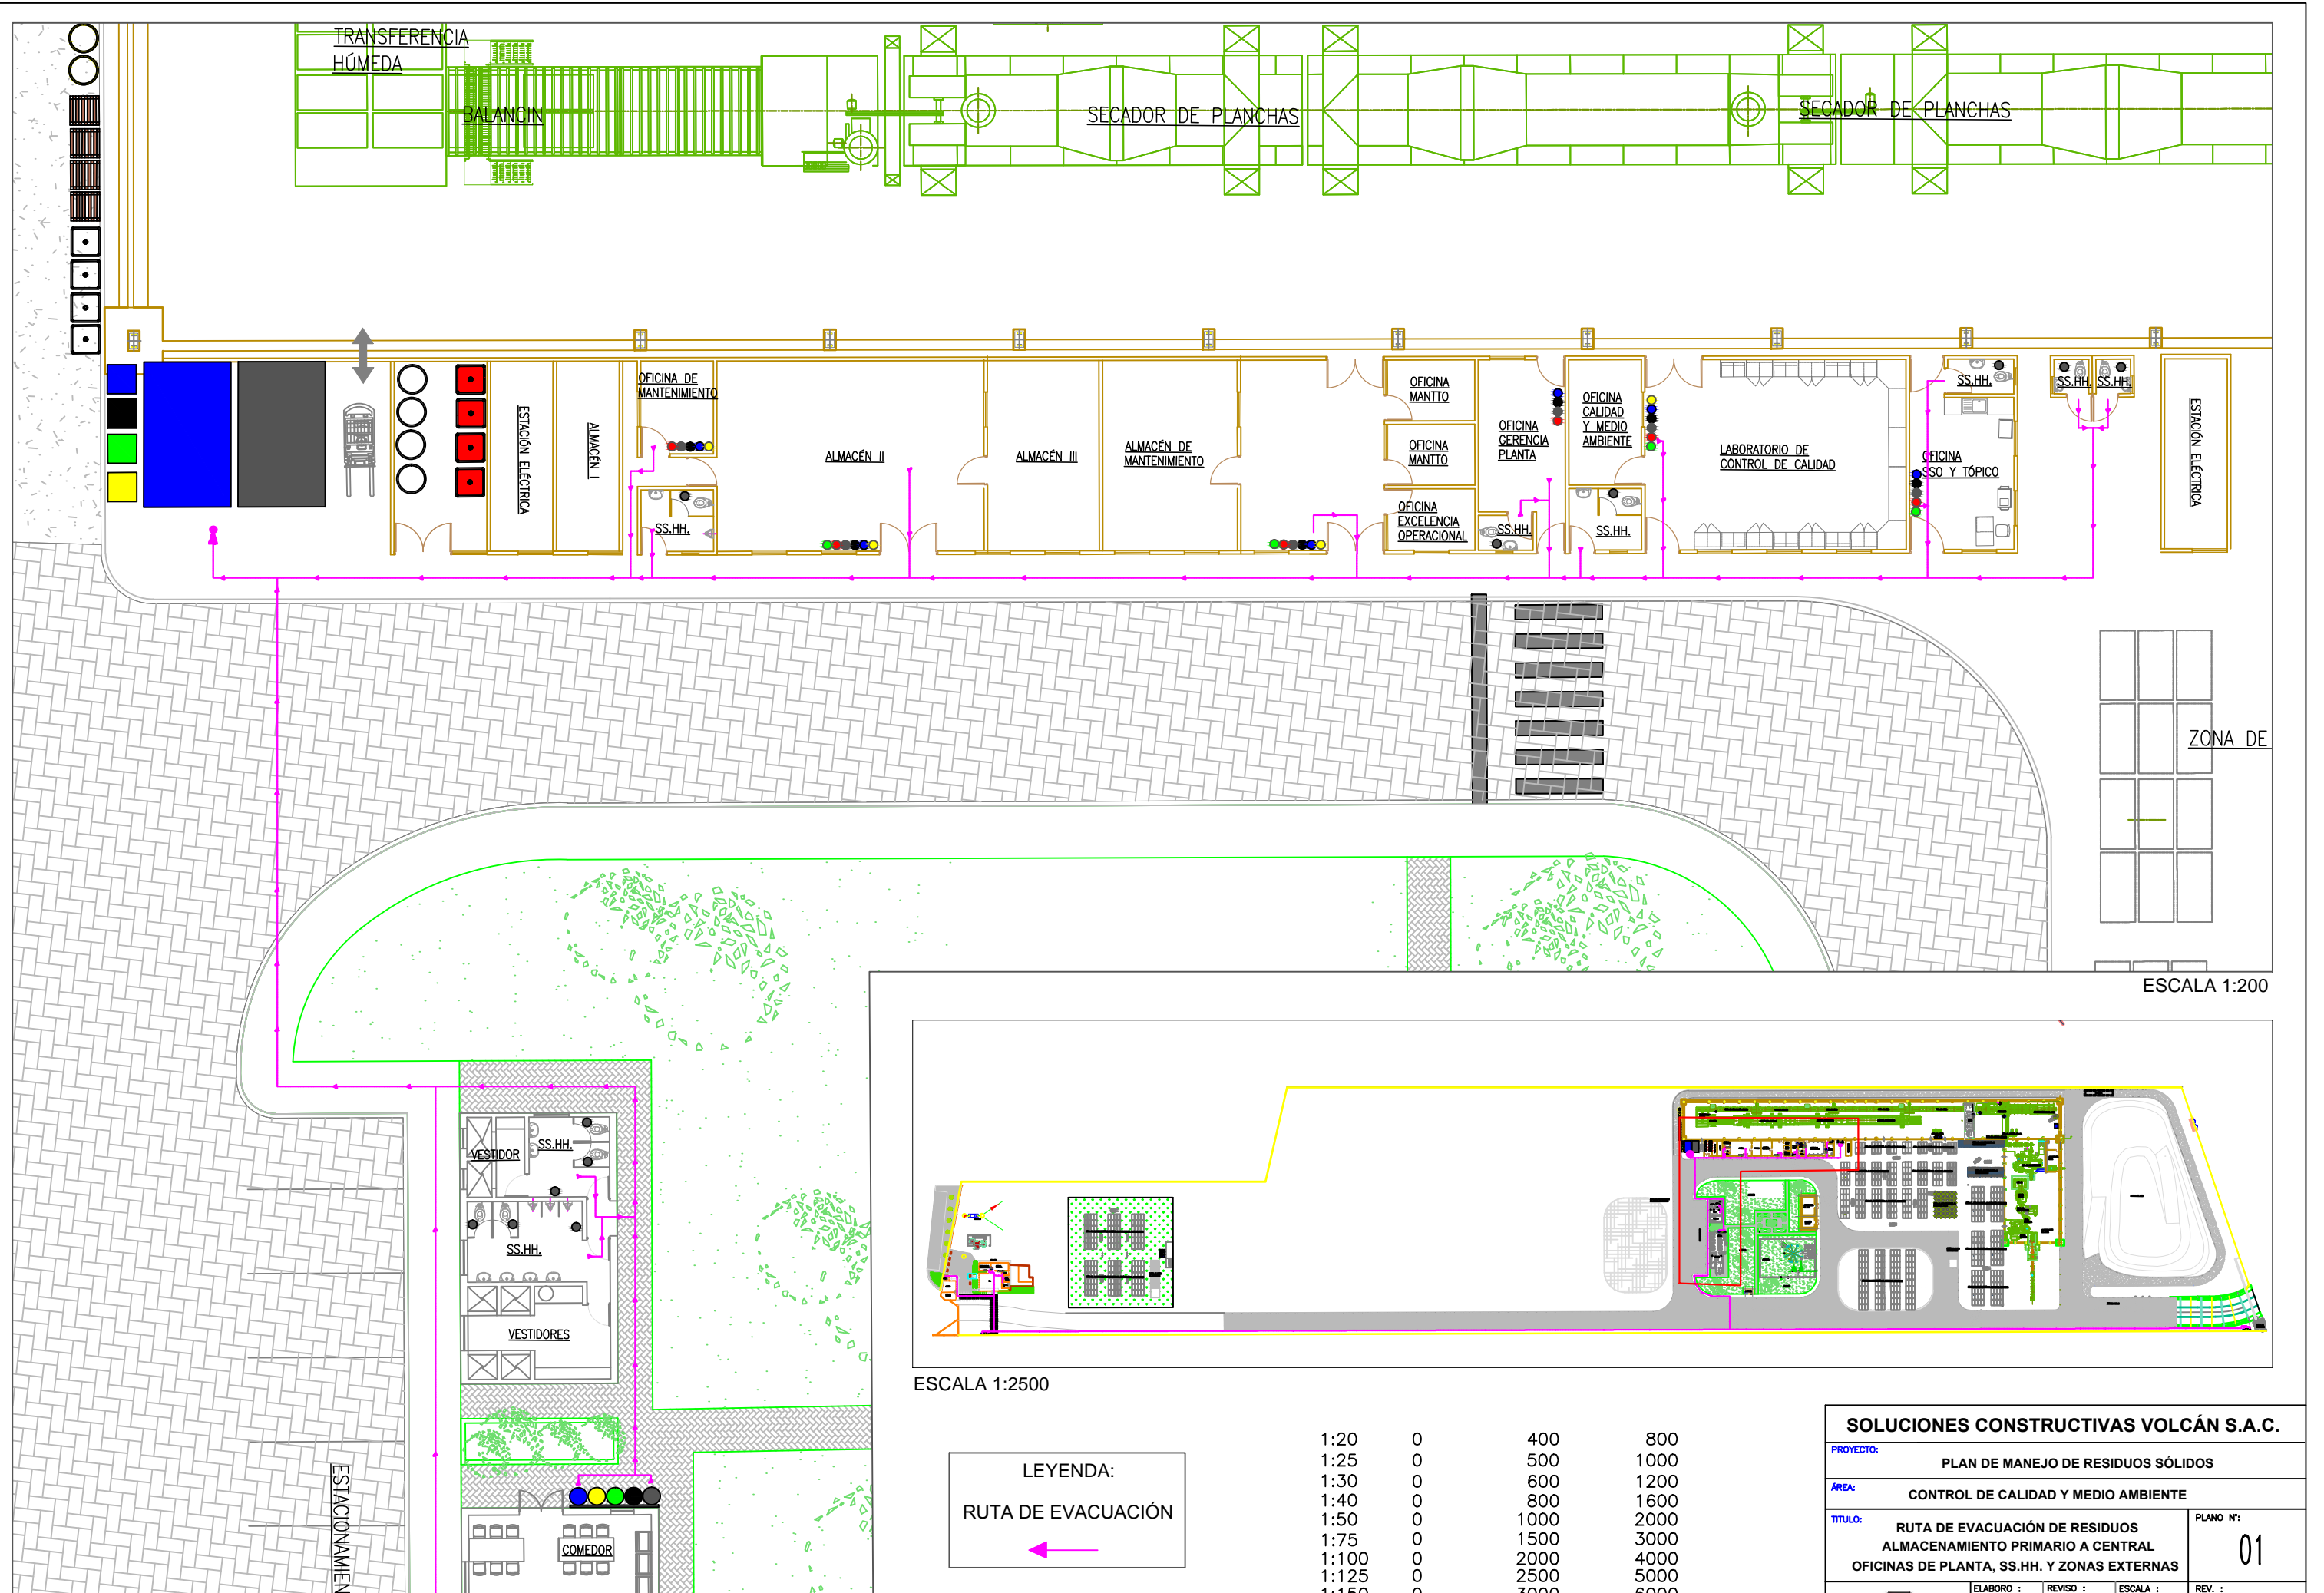 TRANSFERENCIA
HÚMEDA
BALANCIN
SECADOR DE PLANCHAS
SECADOR DE PLANCHAS
ESTACIÓN ELÉCTRICA
ALMACÉN I
OFICINA DE
MANTENIMIENTO
SS.HH.
ALMACÉN II
ALMACÉN III
ALMACÉN DE
MANTENIMIENTO
OFICINA
MANTTO
OFICINA
MANTTO
OFICINA
EXCELENCIA
OPERACIONAL
OFICINA
GERENCIA
PLANTA
SS.HH.
OFICINA
CALIDAD
Y MEDIO
AMBIENTE
SS.HH.
LABORATORIO DE
CONTROL DE CALIDAD
SS.HH.
OFICINA
SSO Y TÓPICO
SS.HH.
SS.HH.
ESTACIÓN ELÉCTRICA
ZONA DE
ESCALA 1:200
VESTIDOR
SS.HH.
SS.HH.
VESTIDORES
COMEDOR
ESTACIONAMIEN
ESCALA 1:2500
LEYENDA:
RUTA DE EVACUACIÓN
1:20 0 400 800
1:25 0 500 1000
1:30 0 600 1200
1:40 0 800 1600
1:50 0 1000 2000
1:75 0 1500 3000
1:100 0 2000 4000
1:125 0 2500 5000
1:150 0 3000 6000
SOLUCIONES CONSTRUCTIVAS VOLCÁN S.A.C.
PROYECTO:
PLAN DE MANEJO DE RESIDUOS SÓLIDOS
ÁREA:
CONTROL DE CALIDAD Y MEDIO AMBIENTE
TITULO:
RUTA DE EVACUACIÓN DE RESIDUOS
ALMACENAMIENTO PRIMARIO A CENTRAL
OFICINAS DE PLANTA, SS.HH. Y ZONAS EXTERNAS
PLANO N°:
01
ELABORO :
REVISO :
ESCALA :
REV. :